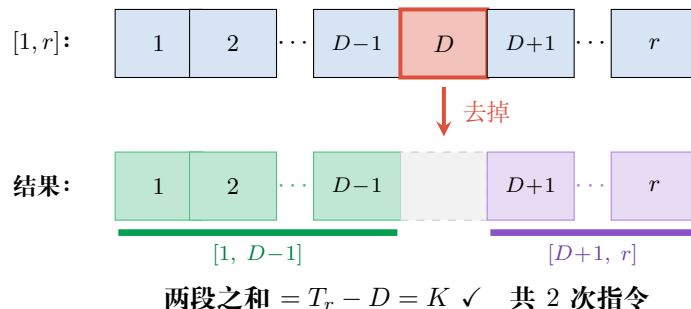 [1, r]: 1 2 ⋯ D−1 D D+1 ⋯ r
去掉
结果: 1 2 ⋯ D−1 D+1 ⋯ r
[1, D−1] [D+1, r]
两段之和 = T_r − D = K ✓ 共 2 次指令